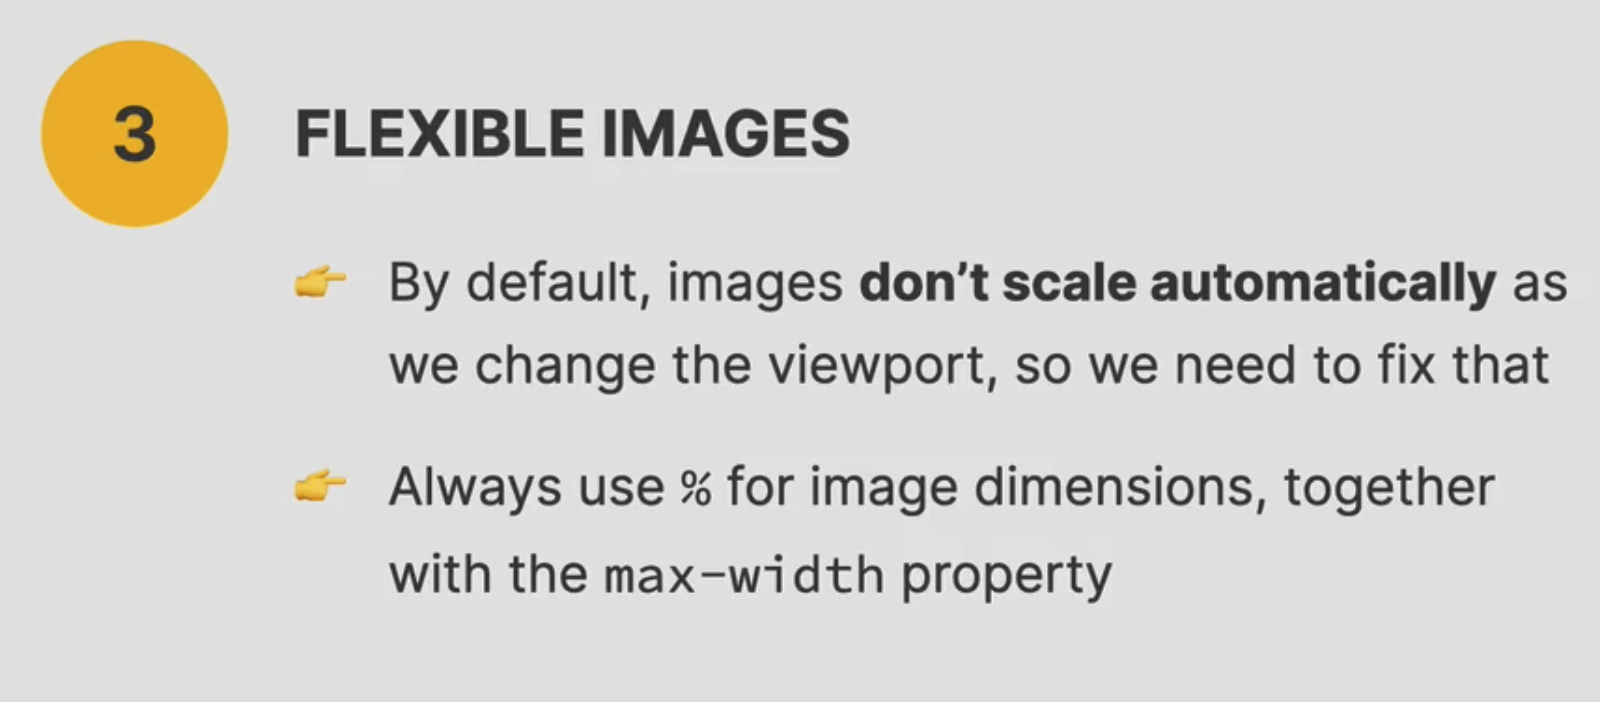 3
FLEXIBLE IMAGES
👉 By default, images don’t scale automatically as
we change the viewport, so we need to fix that
👉 Always use % for image dimensions, together
with the max-width property